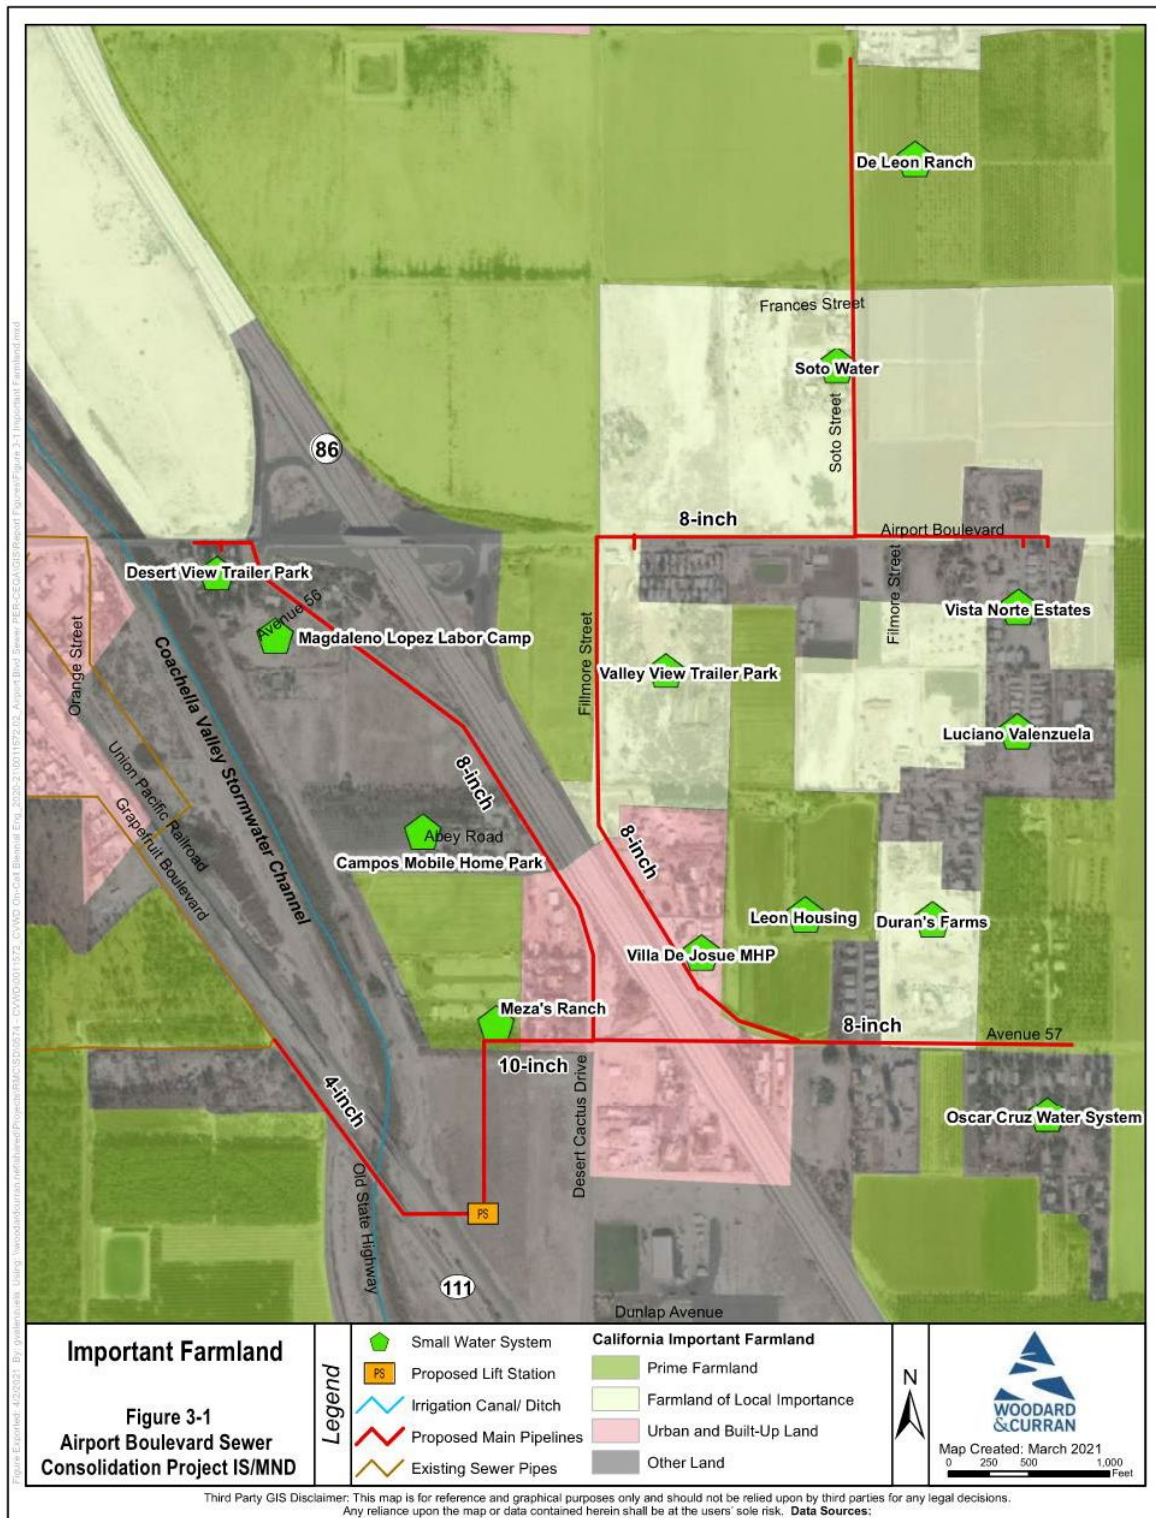 De Leon Ranch
Frances Street
Soto Water
Soto Street
86
8-inch
Airport Boulevard
Desert View Trailer Park
Avenue 56
Magdaleno Lopez Labor Camp
Filmore Street
Vista Norte Estates
Fillmore Street
Valley View Trailer Park
Orange Street
Coachella Valley Stormwater Channel
Luciano Valenzuela
Union Pacific Railroad
Grapefruit Boulevard
8-inch
Abey Road
Campos Mobile Home Park
8-inch
Leon Housing
Duran's Farms
Villa De Josue MHP
Meza's Ranch
8-inch
Avenue 57
10-inch
4-inch
Desert Cactus Drive
Oscar Cruz Water System
Old State Highway
PS
111
Dunlap Avenue
Important Farmland
Figure 3-1
Airport Boulevard Sewer
Consolidation Project IS/MND
Legend
Small Water System
PS
Proposed Lift Station
Irrigation Canal/ Ditch
Proposed Main Pipelines
Existing Sewer Pipes
California Important Farmland
Prime Farmland
Farmland of Local Importance
Urban and Built-Up Land
Other Land
N
WOODARD
&CURRAN
Map Created: March 2021
0 250 500 1,000
Feet
Third Party GIS Disclaimer: This map is for reference and graphical purposes only and should not be relied upon by third parties for any legal decisions.
Any reliance upon the map or data contained herein shall be at the users' sole risk. Data Sources: